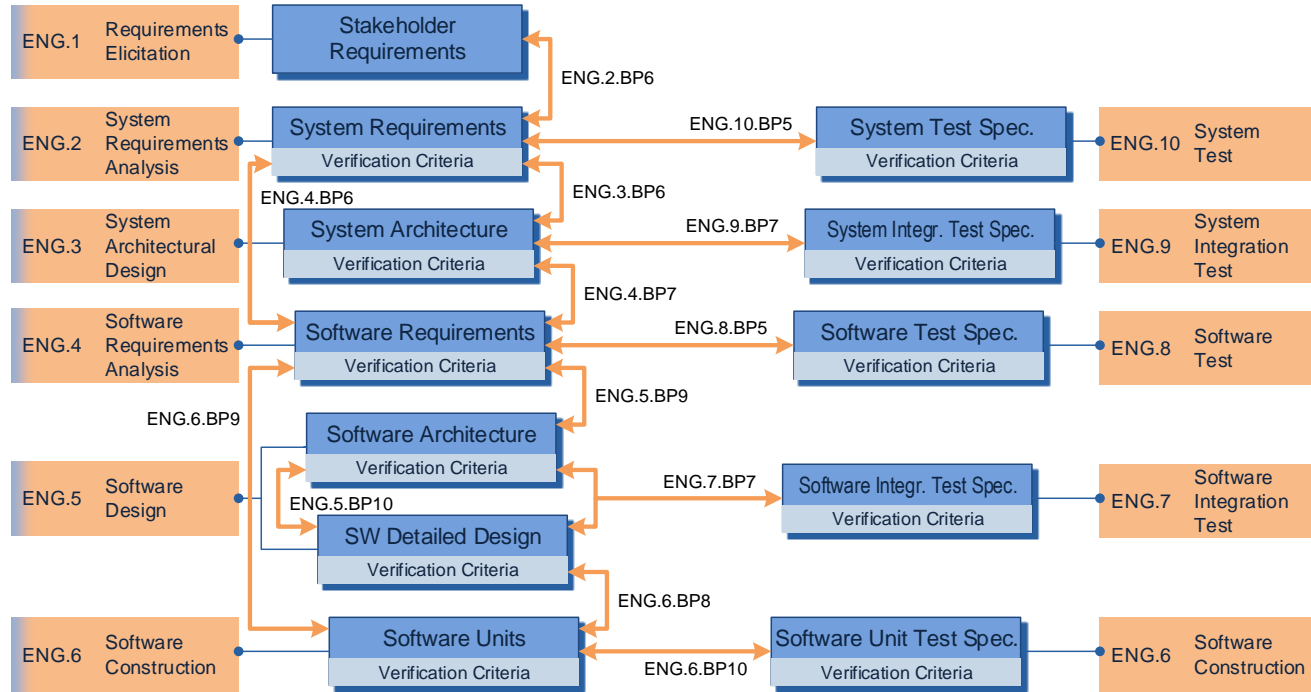 ENG.1
Requirements
Elicitation
Stakeholder
Requirements
ENG.2.BP6
ENG.2
System
Requirements
Analysis
System Requirements
Verification Criteria
ENG.10.BP5
System Test Spec.
Verification Criteria
ENG.10
System
Test
ENG.4.BP6
ENG.3.BP6
ENG.3
System
Architectural
Design
System Architecture
Verification Criteria
ENG.9.BP7
System Integr. Test Spec.
Verification Criteria
ENG.9
System
Integration
Test
ENG.4.BP7
ENG.4
Software
Requirements
Analysis
Software Requirements
Verification Criteria
ENG.8.BP5
Software Test Spec.
Verification Criteria
ENG.8
Software
Test
ENG.6.BP9
ENG.5.BP9
Software Architecture
Verification Criteria
ENG.5
Software
Design
ENG.5.BP10
ENG.7.BP7
Software Integr. Test Spec.
Verification Criteria
ENG.7
Software
Integration
Test
SW Detailed Design
Verification Criteria
ENG.6.BP8
ENG.6
Software
Construction
Software Units
Verification Criteria
ENG.6.BP10
Software Unit Test Spec.
Verification Criteria
ENG.6
Software
Construction